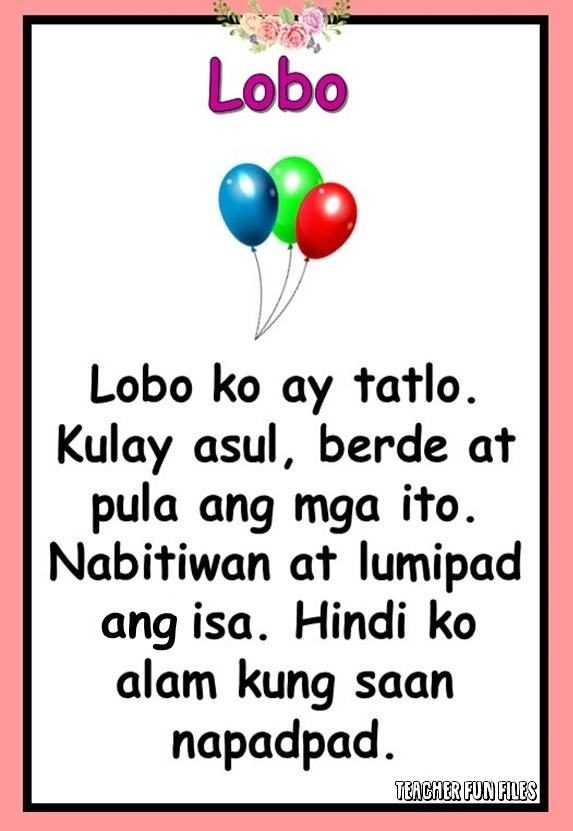 Lobo
Lobo ko ay tatlo.
Kulay asul, berde at
pula ang mga ito.
Nabitiwan at lumipad
ang isa. Hindi ko
alam kung saan
napadpad.
TEACHER FUN FILES